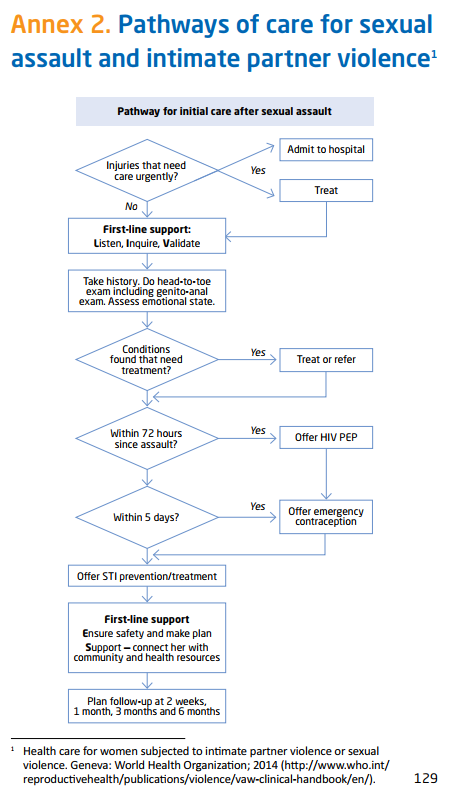 Annex 2. Pathways of care for sexual
assault and intimate partner violence¹
Pathway for initial care after sexual assault
Injuries that need
care urgently?
Yes
Admit to hospital
Treat
No
First-line support:
Listen, Inquire, Validate
Take history. Do head-to-toe
exam including genito-anal
exam. Assess emotional state.
Conditions
found that need
treatment?
Yes
Treat or refer
Within 72 hours
since assault?
Yes
Offer HIV PEP
Within 5 days?
Yes
Offer emergency
contraception
Offer STI prevention/treatment
First-line support
Ensure safety and make plan
Support – connect her with
community and health resources
Plan follow-up at 2 weeks,
1 month, 3 months and 6 months
¹ Health care for women subjected to intimate partner violence or sexual
violence. Geneva: World Health Organization; 2014 (http://www.who.int/
reproductivehealth/publications/violence/vaw-clinical-handbook/en/).
129